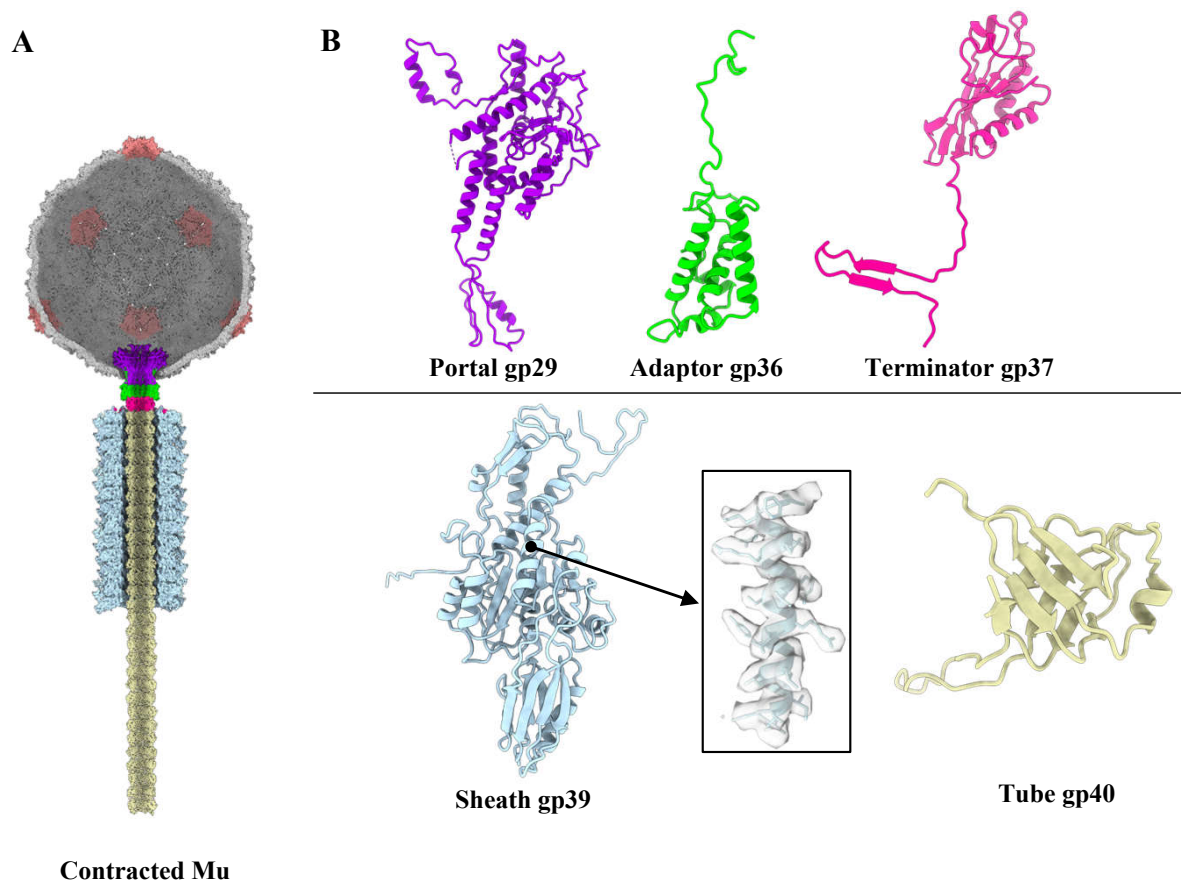 A
B
Portal gp29
Adaptor gp36
Terminator gp37
Sheath gp39
Tube gp40
Contracted Mu